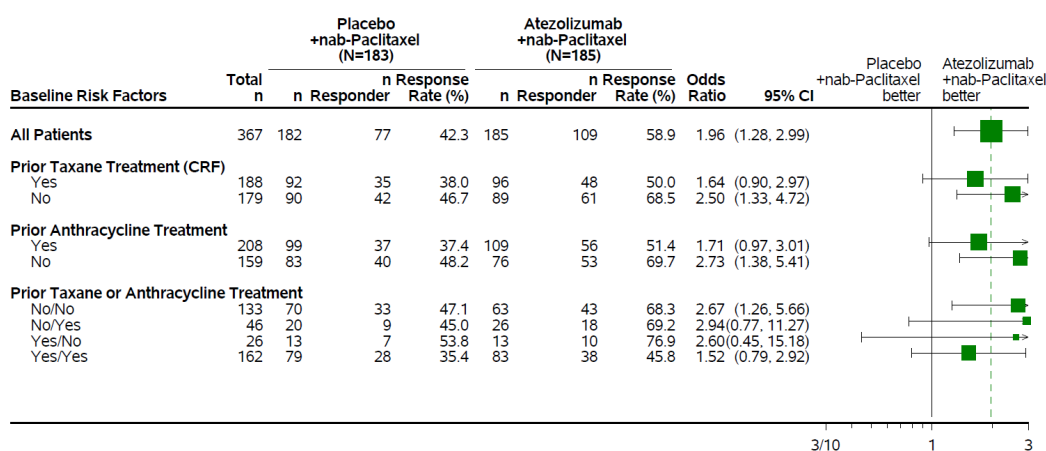 Placebo +nab-Paclitaxel (N=183) Atezolizumab +nab-Paclitaxel (N=185)
Placebo +nab-Paclitaxel better Atezolizumab +nab-Paclitaxel better
Baseline Risk Factors Total n n n Responder Response Rate (%) n n Responder Response Rate (%) Odds Ratio 95% CI
All Patients 367 182 77 42.3 185 109 58.9 1.96 (1.28, 2.99)
Prior Taxane Treatment (CRF)
Yes 188 92 35 38.0 96 48 50.0 1.64 (0.90, 2.97)
No 179 90 42 46.7 89 61 68.5 2.50 (1.33, 4.72)
Prior Anthracycline Treatment
Yes 208 99 37 37.4 109 56 51.4 1.71 (0.97, 3.01)
No 159 83 40 48.2 76 53 69.7 2.73 (1.38, 5.41)
Prior Taxane or Anthracycline Treatment
No/No 133 70 33 47.1 63 43 68.3 2.67 (1.26, 5.66)
No/Yes 46 20 9 45.0 26 18 69.2 2.94(0.77, 11.27)
Yes/No 26 13 7 53.8 13 10 76.9 2.60(0.45, 15.18)
Yes/Yes 162 79 28 35.4 83 38 45.8 1.52 (0.79, 2.92)
3/10 1 3